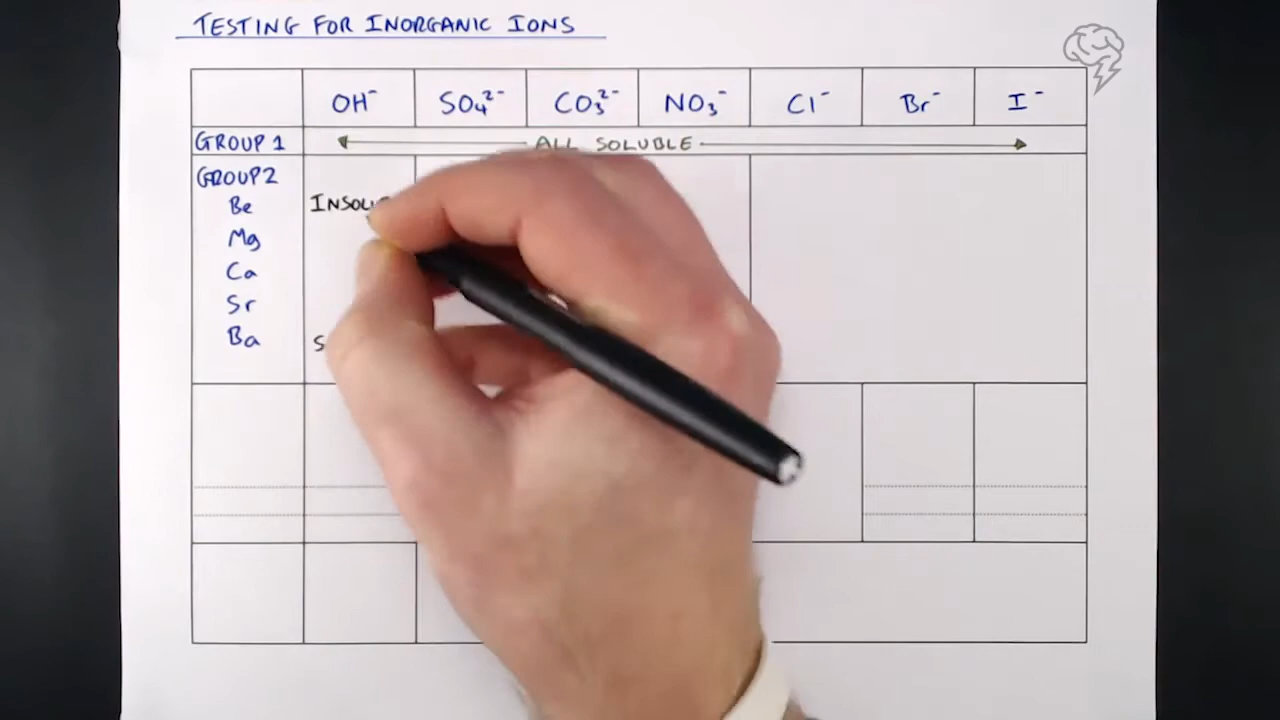 TESTING FOR INORGANIC IONS
OH⁻ SO₄²⁻ CO₃²⁻ NO₃⁻ Cl⁻ Br⁻ I⁻
GROUP 1 ALL SOLUBLE
GROUP 2
Be
Mg
Ca
Sr
Ba